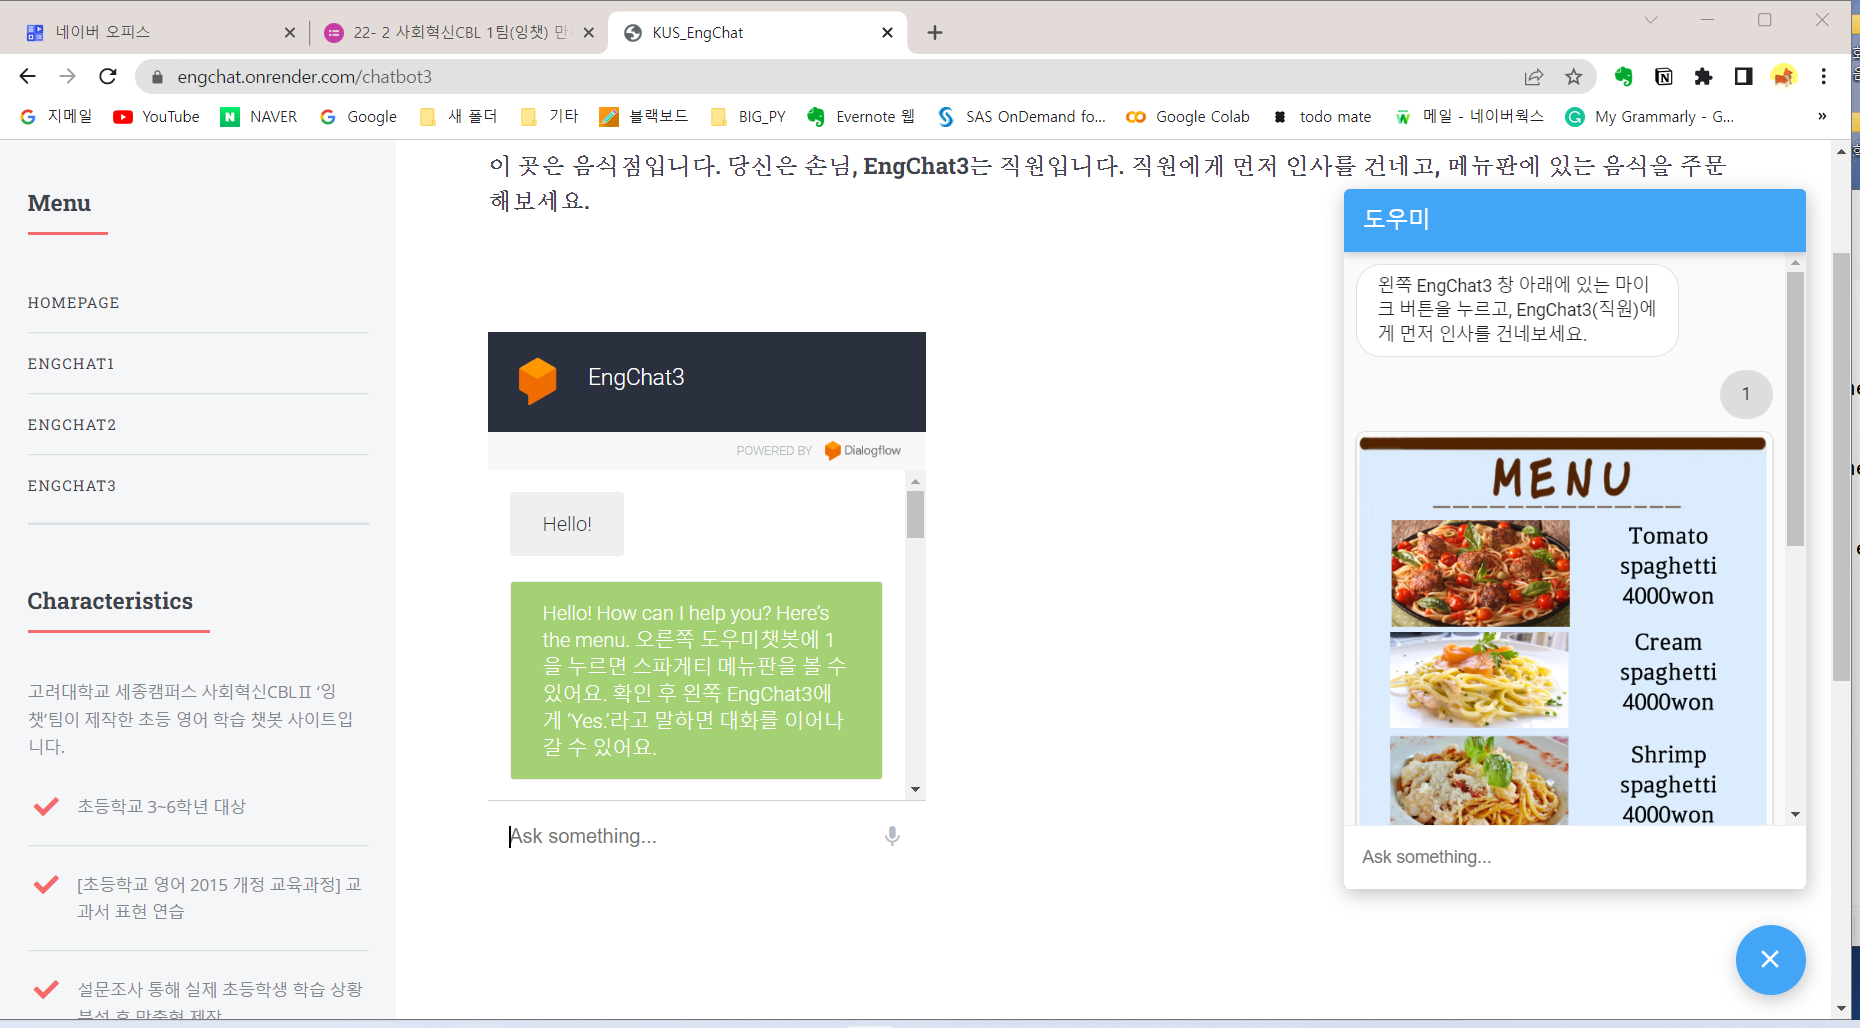 네이버 오피스
22- 2 사회혁신CBL 1팀(잉챗) 만
KUS_EngChat
engchat.onrender.com/chatbot3
지메일
YouTube
NAVER
Google
새 폴더
기타
블랙보드
BIG_PY
Evernote 웹
SAS OnDemand fo...
Google Colab
todo mate
메일 - 네이버웍스
My Grammarly - G...
»
Menu
HOMEPAGE
ENGCHAT1
ENGCHAT2
ENGCHAT3
Characteristics
고려대학교 세종캠퍼스 사회혁신CBLⅡ ‘잉
챗’팀이 제작한 초등 영어 학습 챗봇 사이트입
니다.
초등학교 3~6학년 대상
[초등학교 영어 2015 개정 교육과정] 교
과서 표현 연습
설문조사 통해 실제 초등학생 학습 상황
분석 후 맞춤형 제작
이 곳은 음식점입니다. 당신은 손님, EngChat3는 직원입니다. 직원에게 먼저 인사를 건네고, 메뉴판에 있는 음식을 주문
해보세요.
EngChat3
POWERED BY Dialogflow
Hello!
Hello! How can I help you? Here’s
the menu. 오른쪽 도우미챗봇에 1
을 누르면 스파게티 메뉴판을 볼 수
있어요. 확인 후 왼쪽 EngChat3에
게 ‘Yes.’라고 말하면 대화를 이어나
갈 수 있어요.
Ask something...
도우미
왼쪽 EngChat3 창 아래에 있는 마이
크 버튼을 누르고, EngChat3(직원)에
게 먼저 인사를 건네보세요.
1
MENU
Tomato
spaghetti
4000won
Cream
spaghetti
4000won
Shrimp
spaghetti
4000won
Ask something...